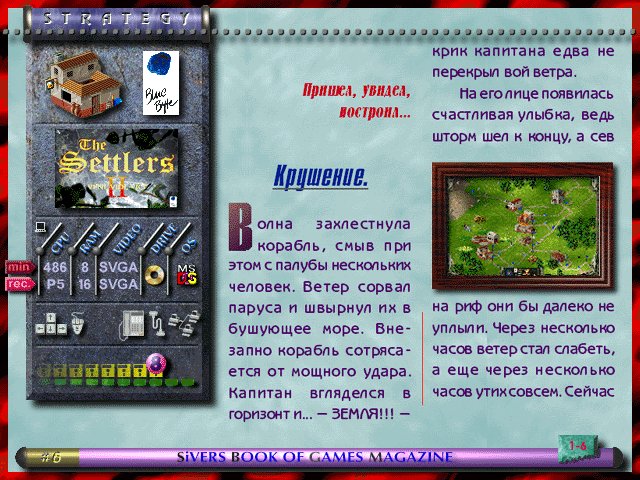 STRATEGY
Blue
Byte
The
Settlers
II
CPU
RAM
VIDEO
DRIVE
OS
min 486 8 SVGA
MS
rec. P5 16 SVGA
Пришел, увидел,
построил...
Крушение.
Волна захлестнула
корабль, смыв при
этом с палубы нескольких
человек. Ветер сорвал
паруса и швырнул их в
бушующее море. Вне-
запно корабль сотряса-
ется от мощного удара.
Капитан вгляделся в
горизонт и... – ЗЕМЛЯ!!! –
крик капитана едва не
перекрыл вой ветра.
На его лице появилась
счастливая улыбка, ведь
шторм шел к концу, а сев
на риф они бы далеко не
уплыли. Через несколько
часов ветер стал слабеть,
а еще через несколько
часов утих совсем. Сейчас
#6
SiVERS BOOK OF GAMES MAGAZINE
1-6